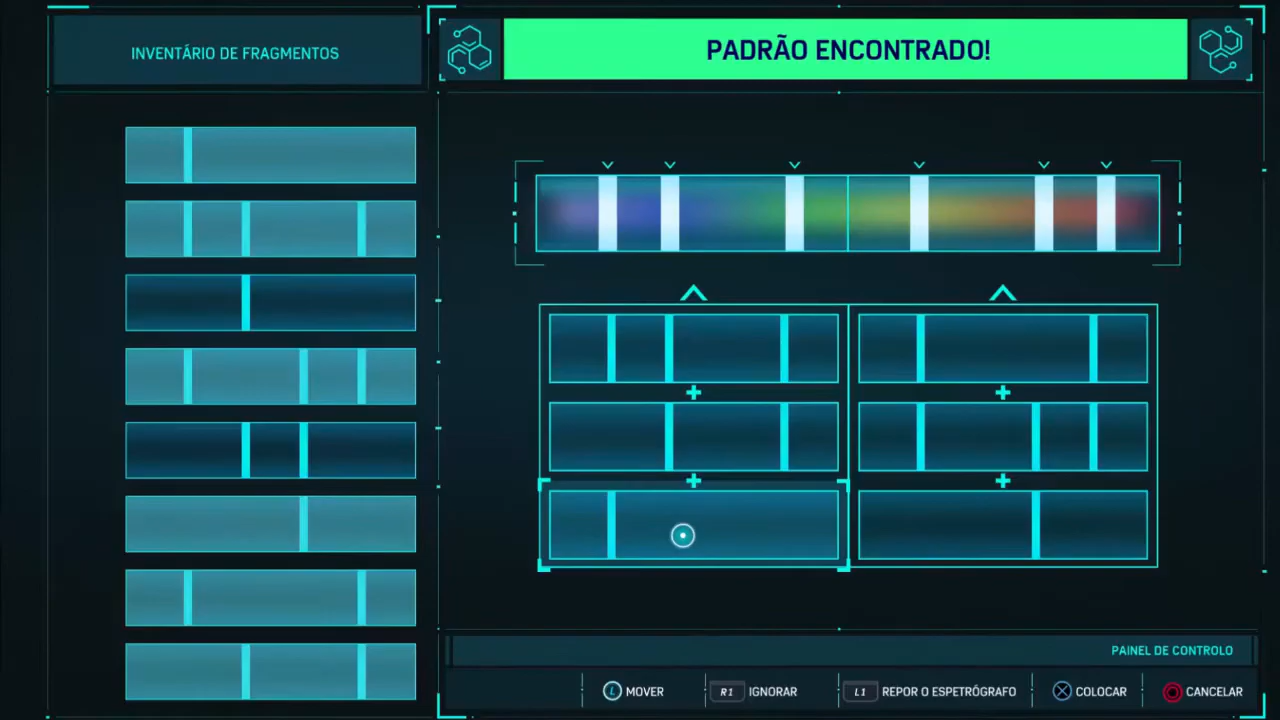 INVENTÁRIO DE FRAGMENTOS
PADRÃO ENCONTRADO!
PAINEL DE CONTROLO
L MOVER
R1 IGNORAR
L1 REPOR O ESPETRÓGRAFO
COLOCAR
CANCELAR